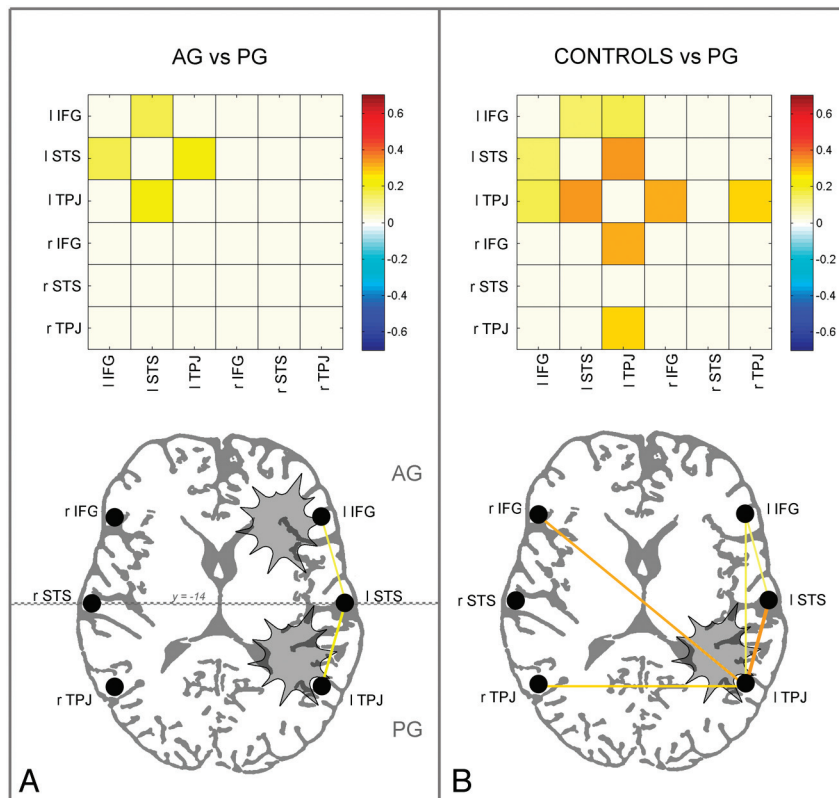 AG vs PG
l IFG
l STS
l TPJ
r IFG
r STS
r TPJ
l IFG
l STS
l TPJ
r IFG
r STS
r TPJ
0.6
0.4
0.2
0
-0.2
-0.4
-0.6
AG
r IFG
l IFG
r STS
y = -14
l STS
r TPJ
l TPJ
PG
A
CONTROLS vs PG
l IFG
l STS
l TPJ
r IFG
r STS
r TPJ
l IFG
l STS
l TPJ
r IFG
r STS
r TPJ
0.6
0.4
0.2
0
-0.2
-0.4
-0.6
r IFG
l IFG
r STS
l STS
r TPJ
l TPJ
B